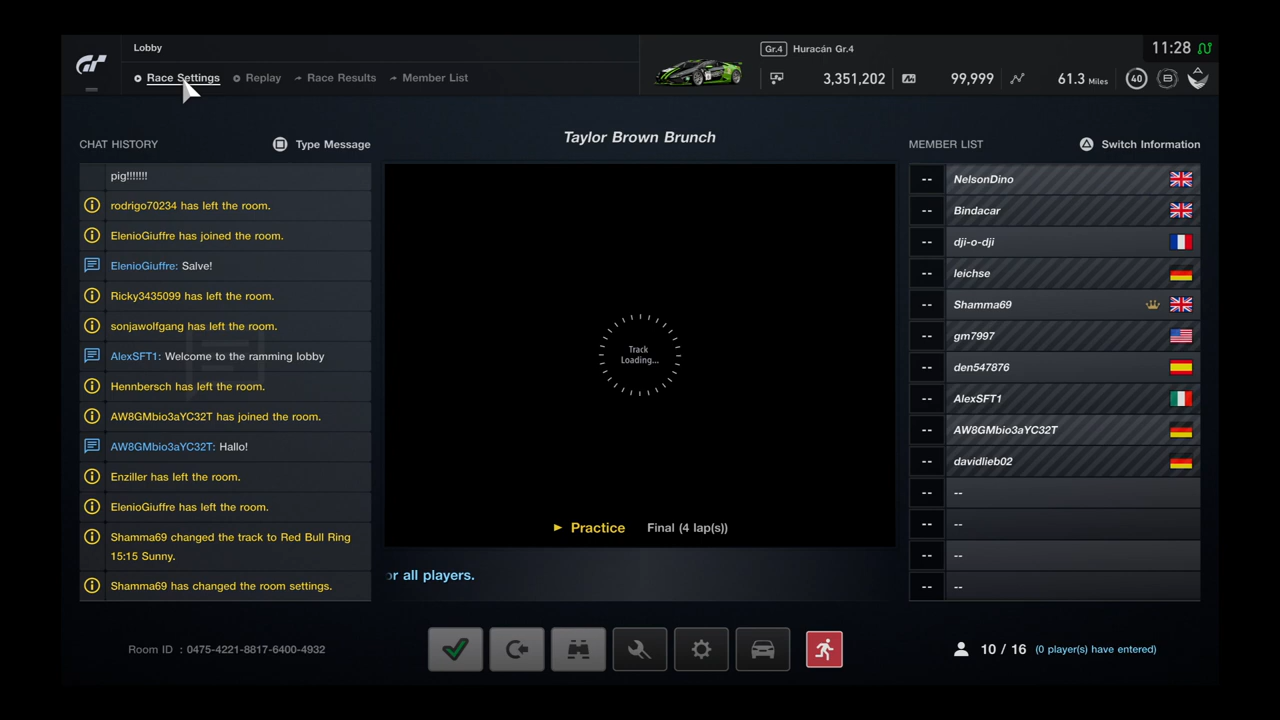 Lobby
Gr.4 Huracán Gr.4
11:28
Race Settings Replay Race Results Member List
3,351,202 99,999 61.3 Miles 40 B
CHAT HISTORY Type Message
Taylor Brown Brunch
MEMBER LIST Switch Information
pig!!!!!!!
rodrigo70234 has left the room.
ElenioGiuffre has joined the room.
ElenioGiuffre: Salve!
Ricky3435099 has left the room.
sonjawolfgang has left the room.
AlexSFT1: Welcome to the ramming lobby
Hennbersch has left the room.
AW8GMbio3aYC32T has joined the room.
AW8GMbio3aYC32T: Hallo!
Enziller has left the room.
ElenioGiuffre has left the room.
Shamma69 changed the track to Red Bull Ring
15:15 Sunny.
Shamma69 has changed the room settings.
Track
Loading...
Practice Final (4 lap(s))
or all players.
-- NelsonDino
-- Bindacar
-- dji-o-dji
-- leichse
-- Shamma69
-- gm7997
-- den547876
-- AlexSFT1
-- AW8GMbio3aYC32T
-- davidlieb02
-- --
-- --
-- --
-- --
Room ID : 0475-4221-8817-6400-4932
10 / 16 (0 player(s) have entered)